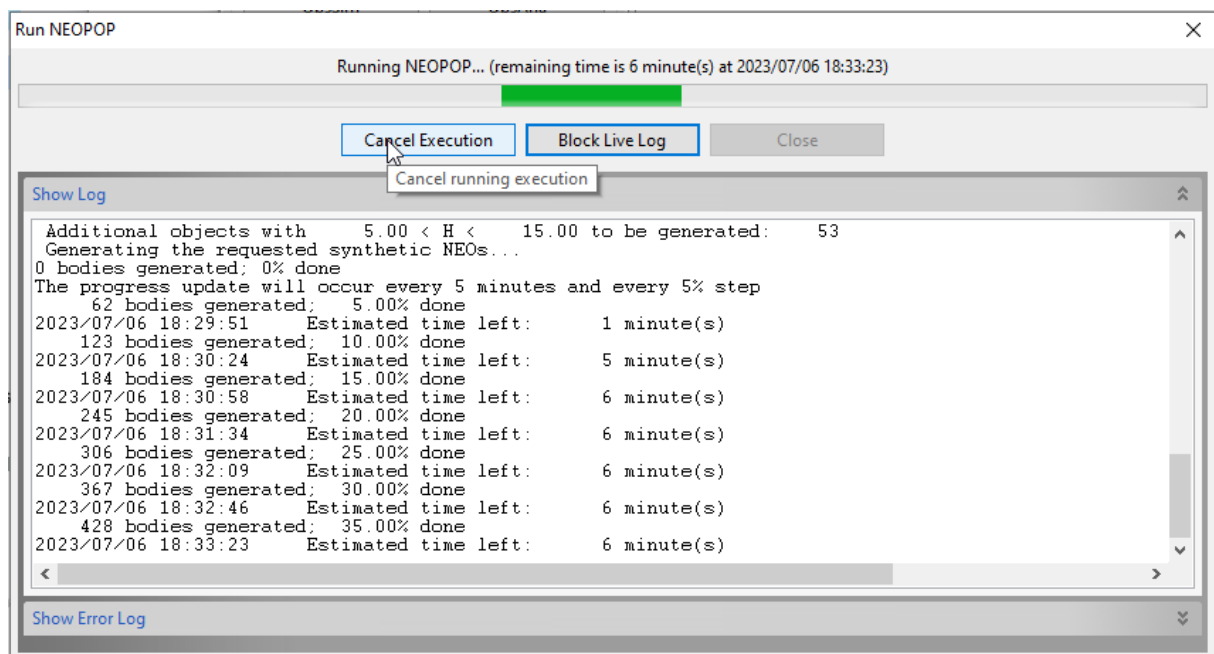 Run NEOPOP
Running NEOPOP... (remaining time is 6 minute(s) at 2023/07/06 18:33:23)
Cancel Execution Block Live Log Close
Cancel running execution
Show Log
Additional objects with 5.00 < H < 15.00 to be generated: 53
Generating the requested synthetic NEOs...
0 bodies generated; 0% done
The progress update will occur every 5 minutes and every 5% step
62 bodies generated; 5.00% done
2023/07/06 18:29:51 Estimated time left: 1 minute(s)
123 bodies generated; 10.00% done
2023/07/06 18:30:24 Estimated time left: 5 minute(s)
184 bodies generated; 15.00% done
2023/07/06 18:30:58 Estimated time left: 6 minute(s)
245 bodies generated; 20.00% done
2023/07/06 18:31:34 Estimated time left: 6 minute(s)
306 bodies generated; 25.00% done
2023/07/06 18:32:09 Estimated time left: 6 minute(s)
367 bodies generated; 30.00% done
2023/07/06 18:32:46 Estimated time left: 6 minute(s)
428 bodies generated; 35.00% done
2023/07/06 18:33:23 Estimated time left: 6 minute(s)
Show Error Log